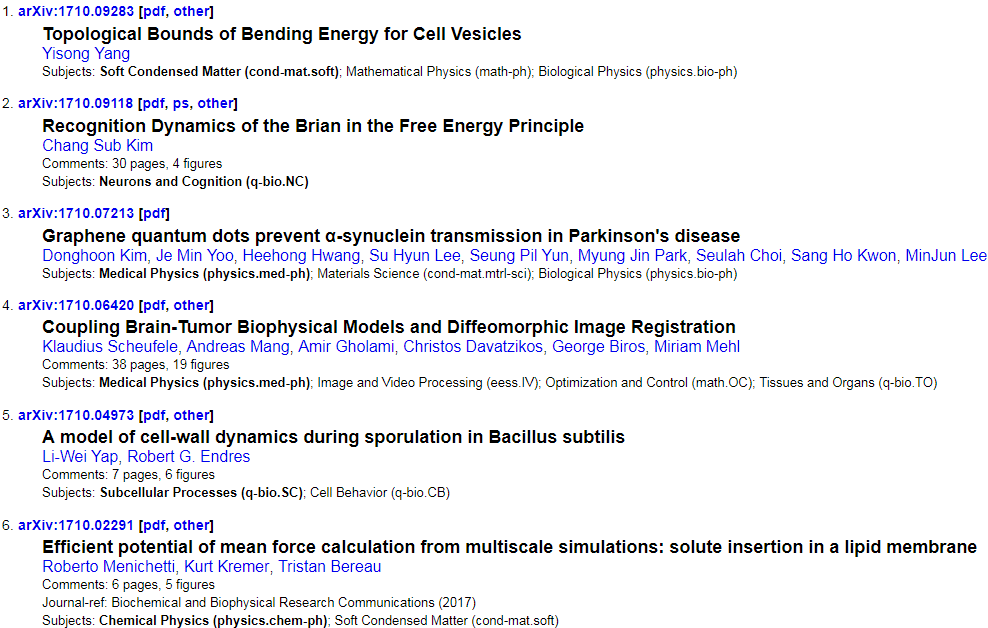 1. arXiv:1710.09283 [pdf, other]
Topological Bounds of Bending Energy for Cell Vesicles
Yisong Yang
Subjects: Soft Condensed Matter (cond-mat.soft); Mathematical Physics (math-ph); Biological Physics (physics.bio-ph)
2. arXiv:1710.09118 [pdf, ps, other]
Recognition Dynamics of the Brian in the Free Energy Principle
Chang Sub Kim
Comments: 30 pages, 4 figures
Subjects: Neurons and Cognition (q-bio.NC)
3. arXiv:1710.07213 [pdf]
Graphene quantum dots prevent α-synuclein transmission in Parkinson's disease
Donghoon Kim, Je Min Yoo, Heehong Hwang, Su Hyun Lee, Seung Pil Yun, Myung Jin Park, Seulah Choi, Sang Ho Kwon, MinJun Lee
Subjects: Medical Physics (physics.med-ph); Materials Science (cond-mat.mtrl-sci); Biological Physics (physics.bio-ph)
4. arXiv:1710.06420 [pdf, other]
Coupling Brain-Tumor Biophysical Models and Diffeomorphic Image Registration
Klaudius Scheufele, Andreas Mang, Amir Gholami, Christos Davatzikos, George Biros, Miriam Mehl
Comments: 38 pages, 19 figures
Subjects: Medical Physics (physics.med-ph); Image and Video Processing (eess.IV); Optimization and Control (math.OC); Tissues and Organs (q-bio.TO)
5. arXiv:1710.04973 [pdf, other]
A model of cell-wall dynamics during sporulation in Bacillus subtilis
Li-Wei Yap, Robert G. Endres
Comments: 7 pages, 6 figures
Subjects: Subcellular Processes (q-bio.SC); Cell Behavior (q-bio.CB)
6. arXiv:1710.02291 [pdf, other]
Efficient potential of mean force calculation from multiscale simulations: solute insertion in a lipid membrane
Roberto Menichetti, Kurt Kremer, Tristan Bereau
Comments: 6 pages, 5 figures
Journal-ref: Biochemical and Biophysical Research Communications (2017)
Subjects: Chemical Physics (physics.chem-ph); Soft Condensed Matter (cond-mat.soft)